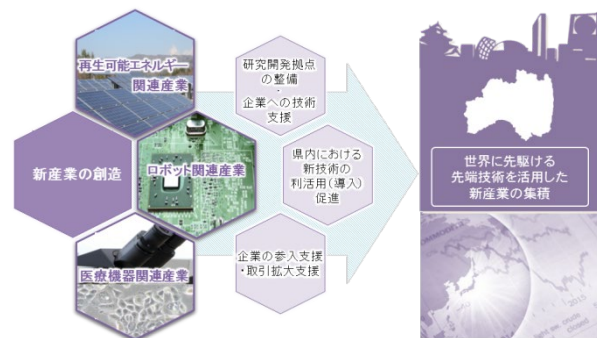 再生可能エネルギー
関連産業
新産業の創造
ロボット関連産業
医療機器関連産業
研究開発拠点
の整備
・
企業への技術
支援
県内における
新技術の
利活用(導入)
促進
企業の参入支援
・取引拡大支援
世界に先駆ける
先端技術を活用した
新産業の集積
2015
closed